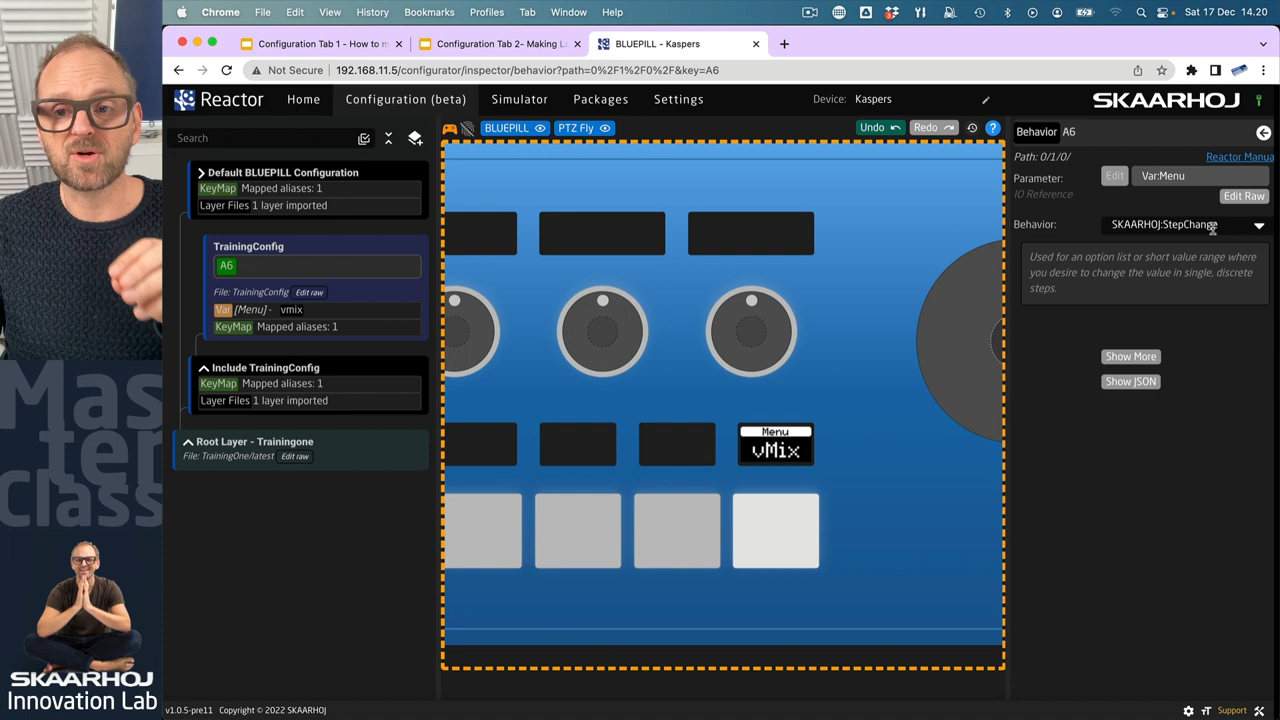 Chrome File Edit View History Bookmarks Profiles Tab Window Help
Sat 17 Dec 14.20
Configuration Tab 1 - How to m
Configuration Tab 2- Making La
BLUEPILL - Kaspers
Not Secure 192.168.11.5/configurator/inspector/behavior?path=0%2F1%2F0%2F&key=A6
Reactor Home Configuration (beta) Simulator Packages Settings Device: Kaspers SKAARHOJ
Search
BLUEPILL PTZ Fly Undo Redo ?
Behavior A6
Path: 0/1/0/ Reactor Manua
Parameter: Edit Var:Menu
IO Reference Edit Raw
Behavior: SKAARHOJ:StepChange
Used for an option list or short value range where
you desire to change the value in single, discrete
steps.
Show More
Show JSON
Default BLUEPILL Configuration
KeyMap Mapped aliases: 1
Layer Files 1 layer imported
TrainingConfig
A6
File: TrainingConfig Edit raw
Var [Menu] - vmix
KeyMap Mapped aliases: 1
Include TrainingConfig
KeyMap Mapped aliases: 1
Layer Files 1 layer imported
Root Layer - Trainingone
File: TrainingOne/latest Edit raw
Menu
vMix
Mas
ter
Class
SKAARHOJ
Innovation Lab
v1.0.5-pre11 Copyright © 2022 SKAARHOJ
Support